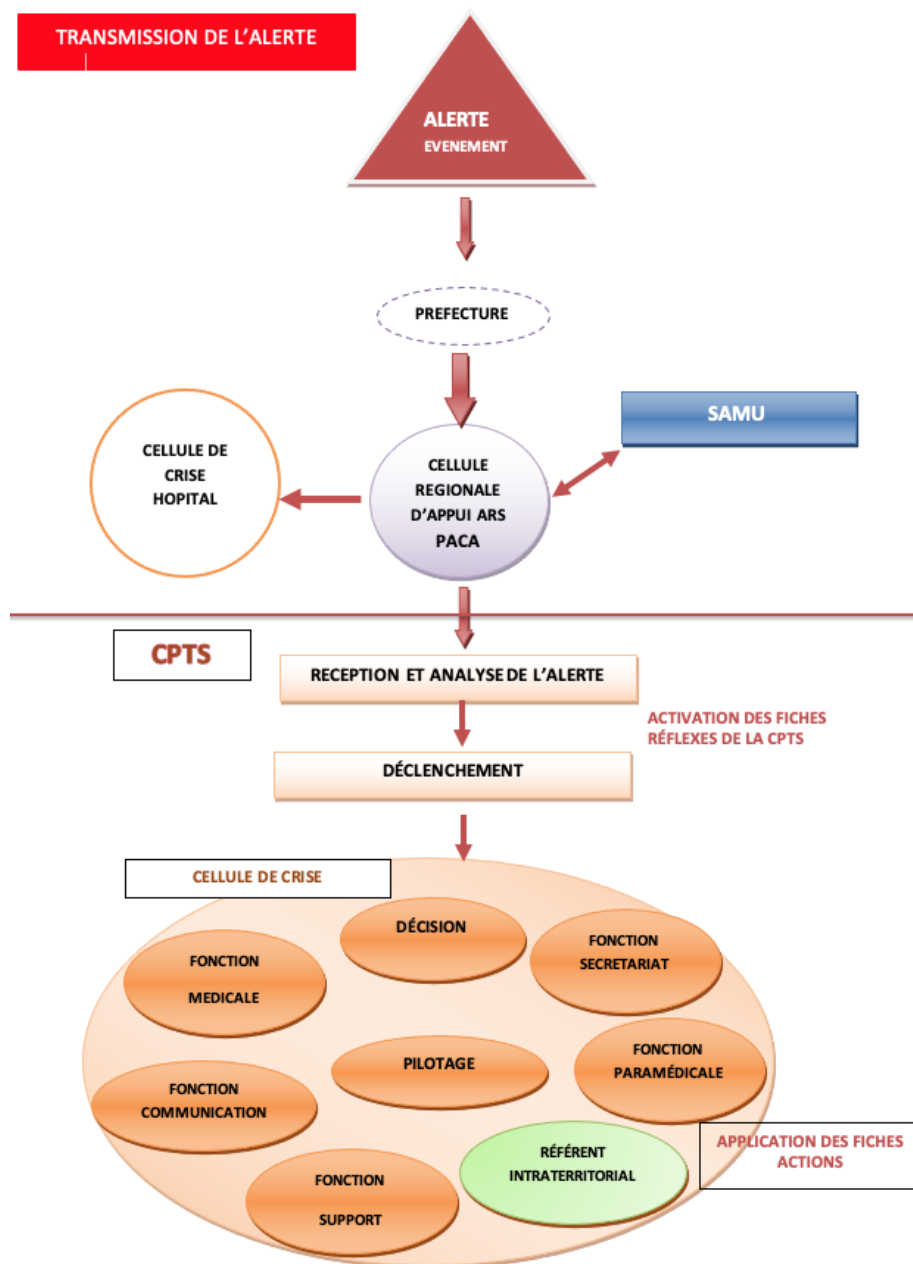 TRANSMISSION DE L'ALERTE
ALERTE
EVENEMENT
PREFECTURE
SAMU
CELLULE DE
CRISE
HOPITAL
CELLULE
REGIONALE
D'APPUI ARS
PACA
CPTS
RECEPTION ET ANALYSE DE L'ALERTE
ACTIVATION DES FICHES
RÉFLEXES DE LA CPTS
DÉCLENCHEMENT
CELLULE DE CRISE
DÉCISION
FONCTION
SECRETARIAT
FONCTION
MEDICALE
PILOTAGE
FONCTION
PARAMÉDICALE
FONCTION
COMMUNICATION
RÉFÉRENT
INTRATERRITORIAL
APPLICATION DES FICHES
ACTIONS
FONCTION
SUPPORT